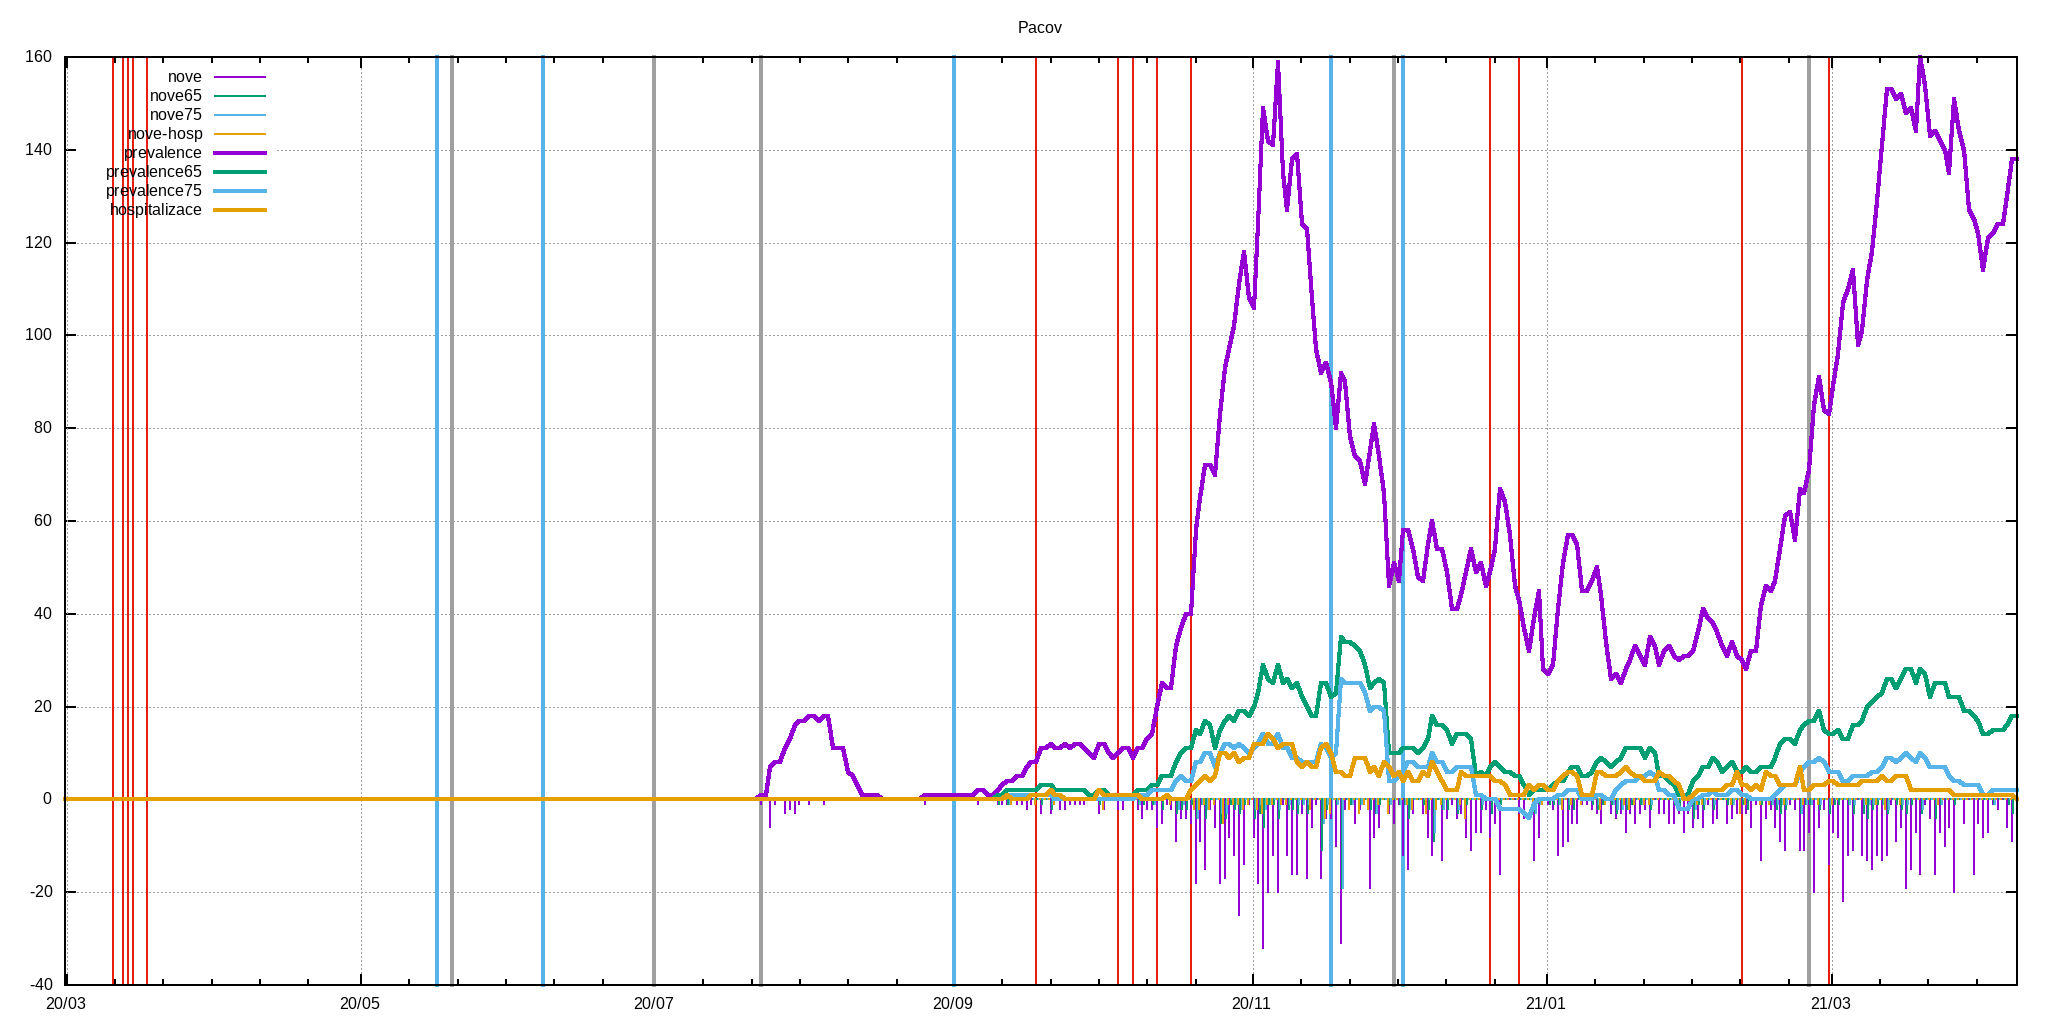 Pacov
160
140
120
100
80
60
40
20
0
-20
-40
nove
nove65
nove75
nove-hosp
prevalence
prevalence65
prevalence75
hospitalizace
20/03 20/05 20/07 20/09 20/11 21/01 21/03